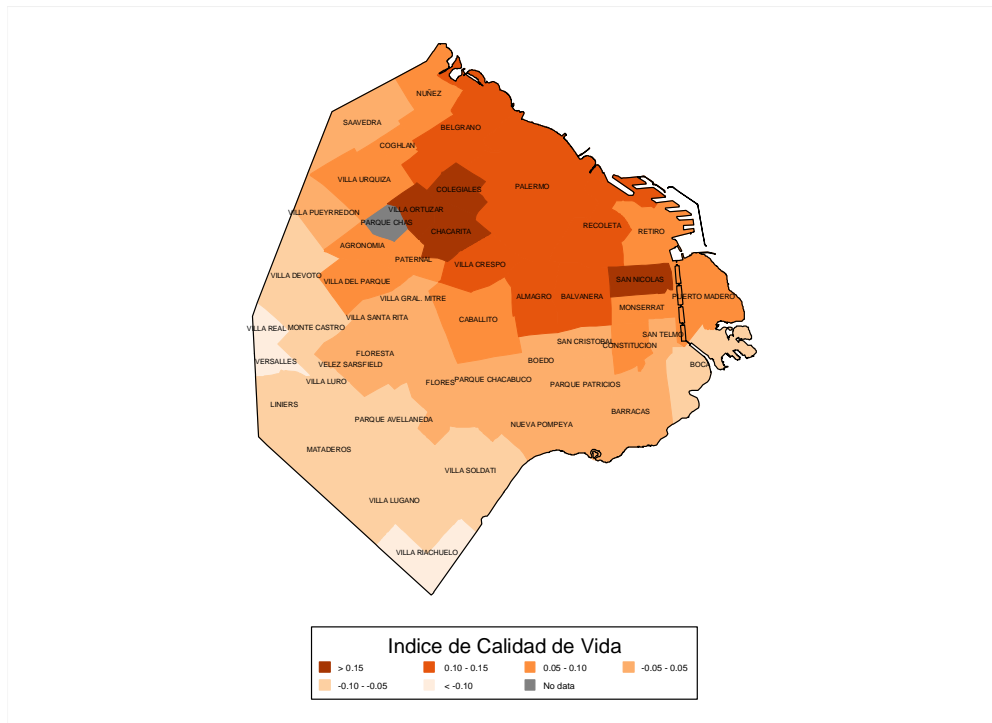 NUÑEZ
SAAVEDRA
BELGRANO
COGHLAN
VILLA URQUIZA
COLEGIALES
PALERMO
VILLA PUEYRREDON
VILLA ORTUZAR
PARQUE CHAS
CHACARITA
RECOLETA
RETIRO
AGRONOMIA
PATERNAL
VILLA CRESPO
VILLA DEVOTO
VILLA DEL PARQUE
SAN NICOLAS
VILLA GRAL. MITRE
ALMAGRO
BALVANERA
PUERTO MADERO
MONSERRAT
VILLA SANTA RITA
CABALLITO
VILLA REAL
MONTE CASTRO
SAN TELMO
SAN CRISTOBAL
CONSTITUCION
FLORESTA
VERSALLES
VELEZ SARSFIELD
BOEDO
BOCA
VILLA LURO
FLORES
PARQUE CHACABUCO
PARQUE PATRICIOS
LINIERS
PARQUE AVELLANEDA
BARRACAS
NUEVA POMPEYA
MATADEROS
VILLA SOLDATI
VILLA LUGANO
VILLA RIACHUELO
Indice de Calidad de Vida
> 0.15
0.10 - 0.15
0.05 - 0.10
-0.05 - 0.05
-0.10 - -0.05
< -0.10
No data